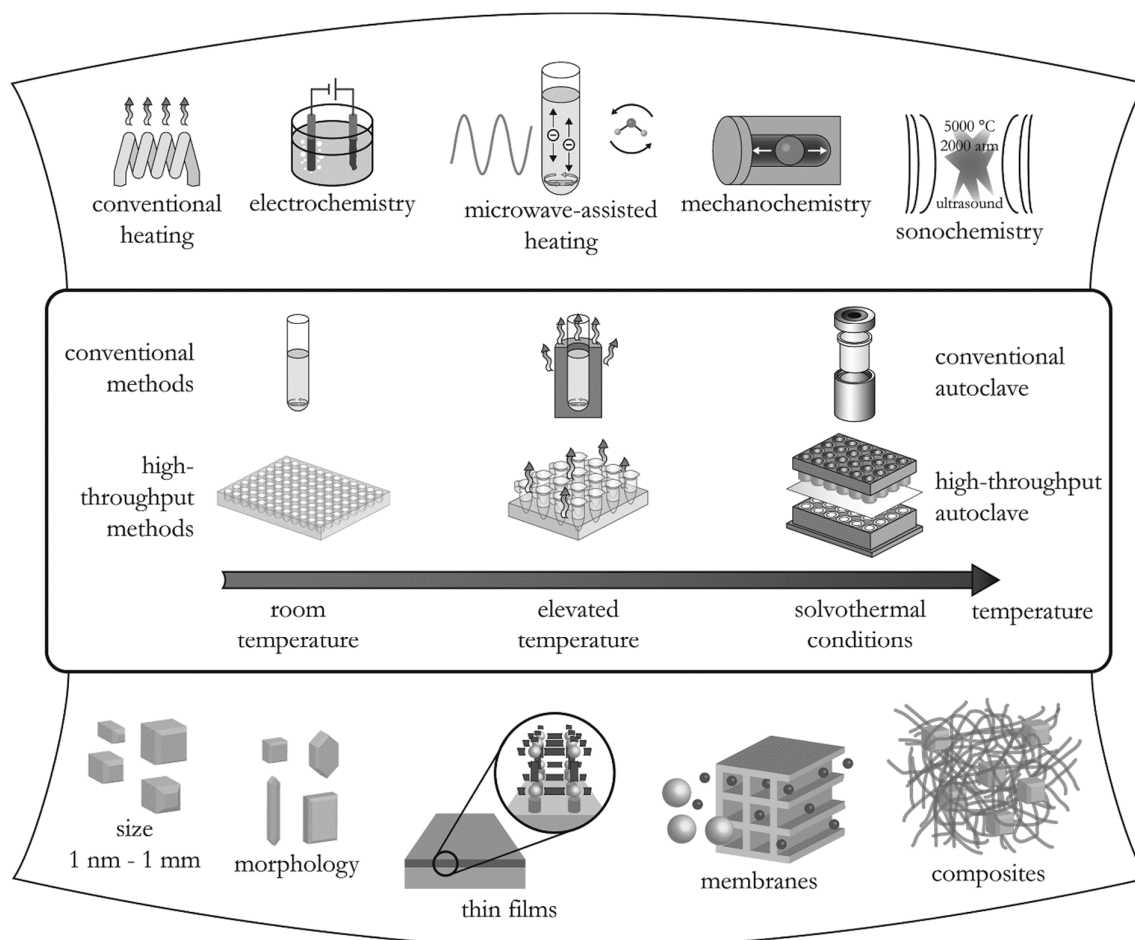 conventional
heating
electrochemistry
microwave-assisted
heating
mechanochemistry
5000 °C
2000 atm
ultrasound
sonochemistry
conventional
methods
conventional
autoclave
high-
throughput
methods
high-throughput
autoclave
room
temperature
elevated
temperature
solvothermal
conditions
temperature
size
1 nm - 1 mm
morphology
thin films
membranes
composites